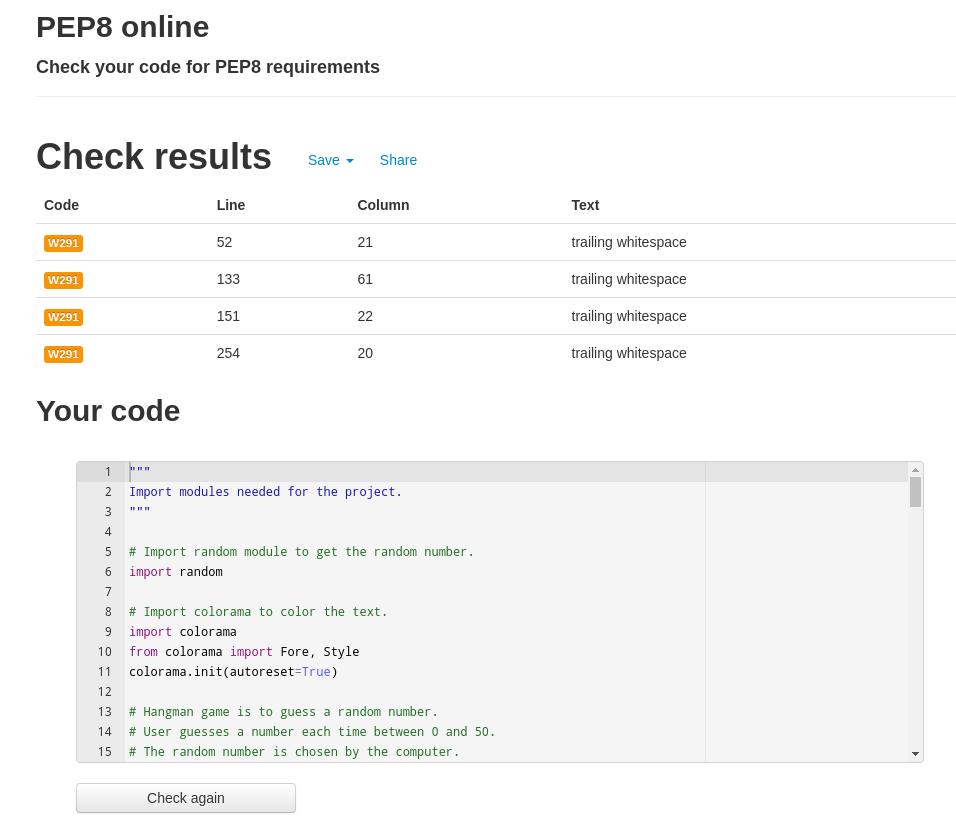 PEP8 online
Check your code for PEP8 requirements
Check results Save Share
Code Line Column Text
W291 52 21 trailing whitespace
W291 133 61 trailing whitespace
W291 151 22 trailing whitespace
W291 254 20 trailing whitespace
Your code
1 """
2 Import modules needed for the project.
3 """
4
5 # Import random module to get the random number.
6 import random
7
8 # Import colorama to color the text.
9 import colorama
10 from colorama import Fore, Style
11 colorama.init(autoreset=True)
12
13 # Hangman game is to guess a random number.
14 # User guesses a number each time between 0 and 50.
15 # The random number is chosen by the computer.
Check again